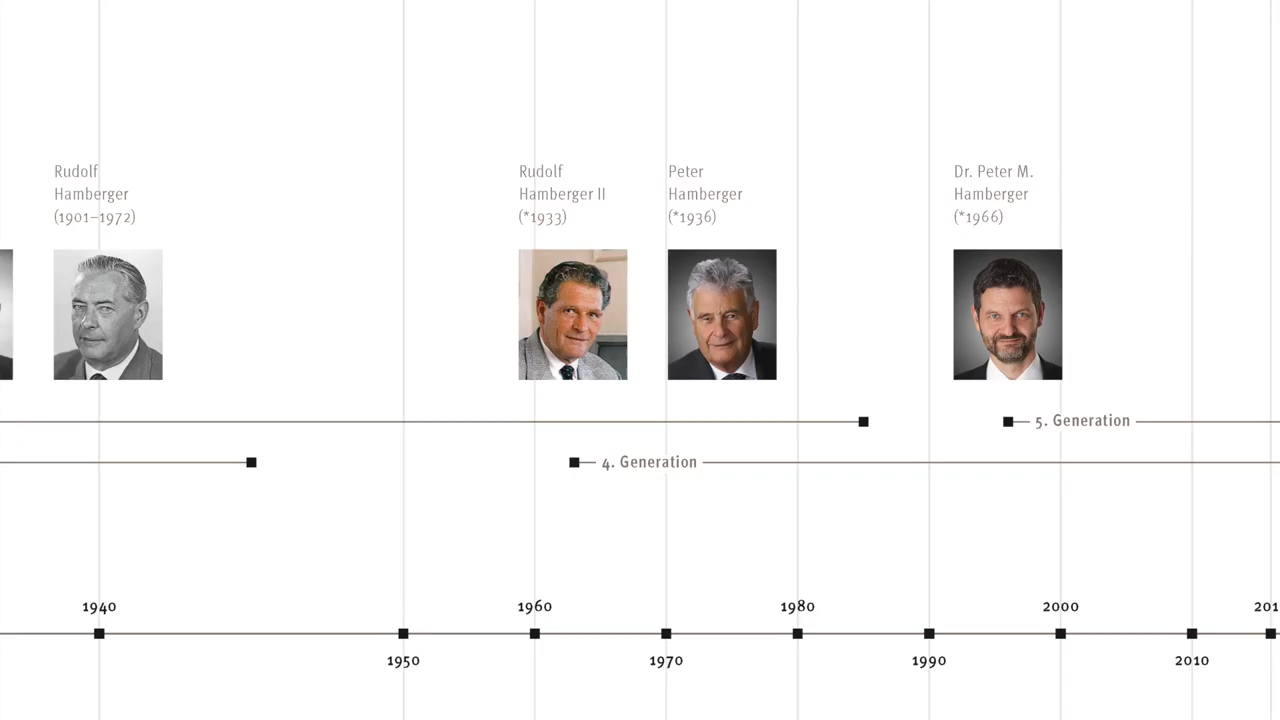 Rudolf
Hamberger
(1901–1972)
Rudolf
Hamberger II
(*1933)
Peter
Hamberger
(*1936)
Dr. Peter M.
Hamberger
(*1966)
5. Generation
4. Generation
1940
1960
1980
2000
201
1950
1970
1990
2010